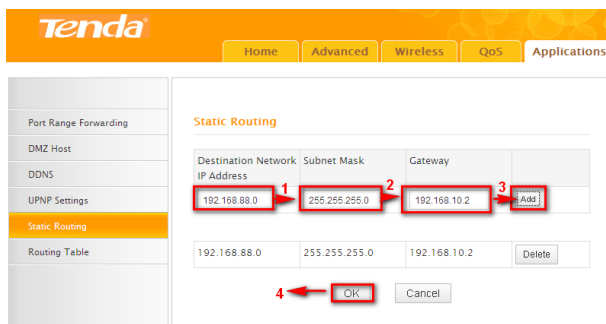 Tenda
Home Advanced Wireless QoS Applications
Port Range Forwarding
DMZ Host
DDNS
UPNP Settings
Static Routing
Routing Table
Static Routing
Destination Network Subnet Mask Gateway
IP Address
192.168.88.0 1 255.255.255.0 2 192.168.10.2 3 Add
192.168.88.0 255.255.255.0 192.168.10.2 Delete
4 OK Cancel